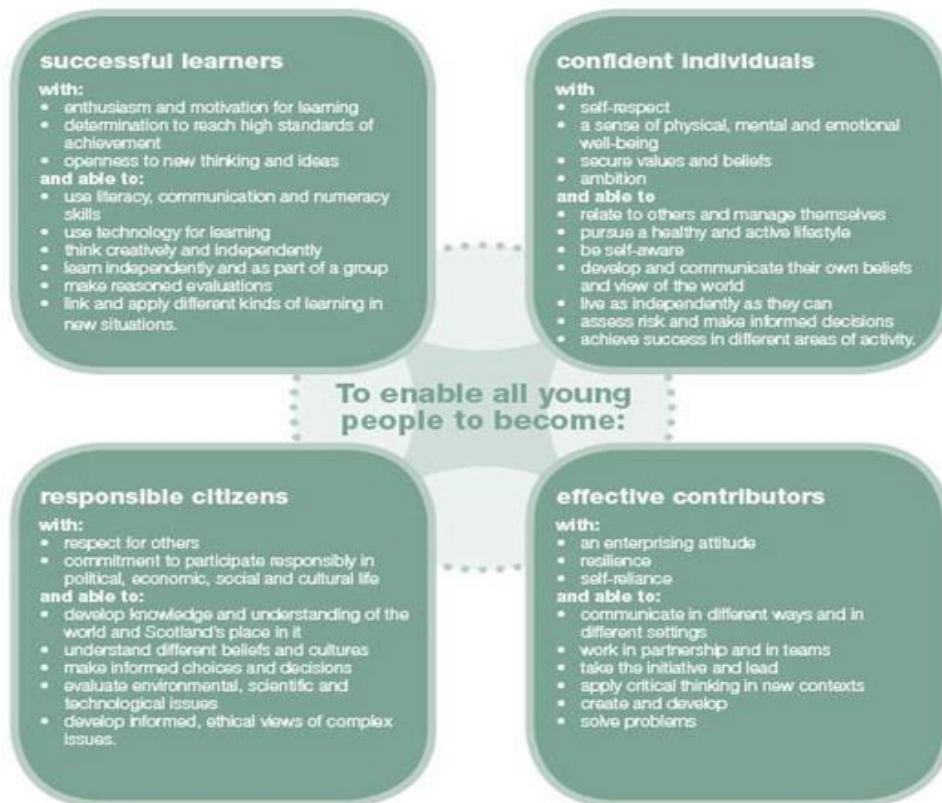 successful learners
with:
• enthusiasm and motivation for learning
• determination to reach high standards of
achievement
• openness to new thinking and ideas
and able to:
• use literacy, communication and numeracy
skills
• use technology for learning
• think creatively and independently
• learn independently and as part of a group
• make reasoned evaluations
• link and apply different kinds of learning in
new situations.
confident individuals
with
• self-respect
• a sense of physical, mental and emotional
well-being
• secure values and beliefs
• ambition
and able to
• relate to others and manage themselves
• pursue a healthy and active lifestyle
• be self-aware
• develop and communicate their own beliefs
and view of the world
• live as independently as they can
• assess risk and make informed decisions
• achieve success in different areas of activity.
To enable all young
people to become:
responsible citizens
with:
• respect for others
• commitment to participate responsibly in
political, economic, social and cultural life
and able to:
• develop knowledge and understanding of the
world and Scotland's place in it
• understand different beliefs and cultures
• make informed choices and decisions
• evaluate environmental, scientific and
technological issues
• develop informed, ethical views of complex
issues.
effective contributors
with:
• an enterprising attitude
• resilience
• self-reliance
and able to:
• communicate in different ways and in
different settings
• work in partnership and in teams
• take the initiative and lead
• apply critical thinking in new contexts
• create and develop
• solve problems